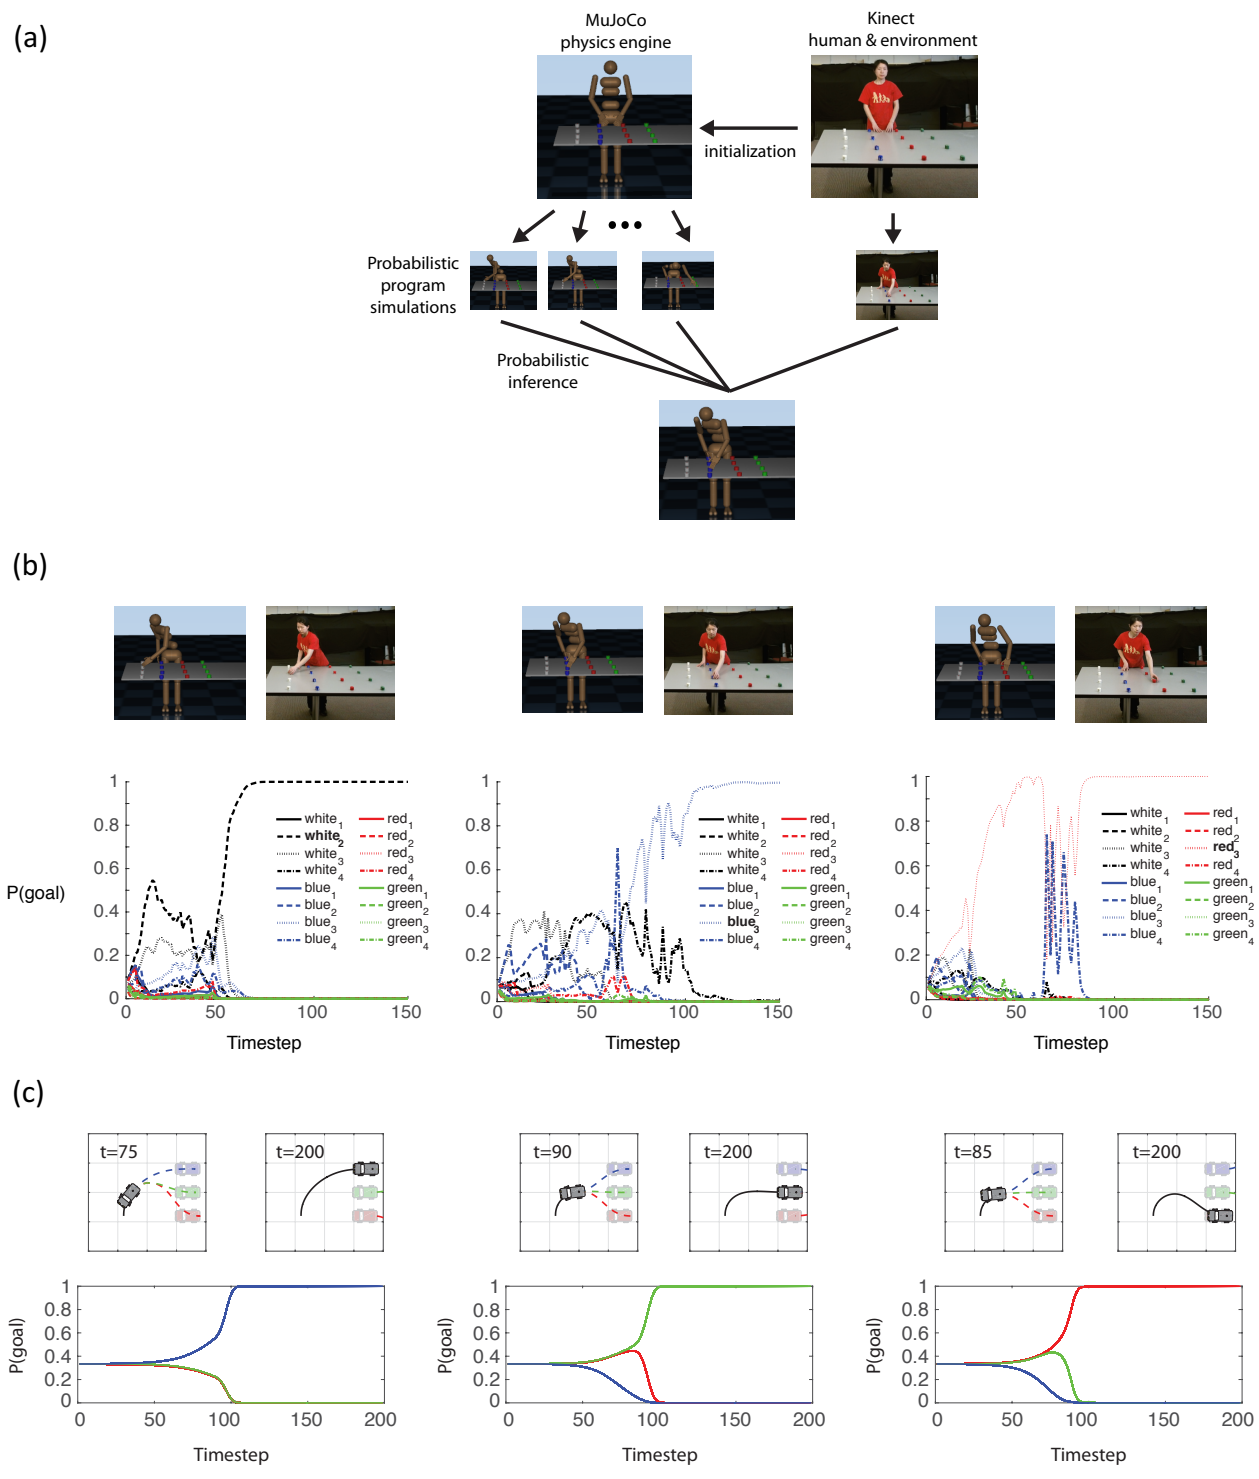 (a)
MuJoCo
physics engine
Kinect
human & environment
initialization
Probabilistic
program
simulations
Probabilistic
inference
(b)
P(goal)
1
0.8
0.6
0.4
0.2
0
0
50
100
150
Timestep
white1
white2
white3
white4
blue1
blue2
blue3
blue4
red1
red2
red3
red4
green1
green2
green3
green4
1
0.8
0.6
0.4
0.2
0
0
50
100
150
Timestep
white1
white2
white3
white4
blue1
blue2
blue3
blue4
red1
red2
red3
red4
green1
green2
green3
green4
1
0.8
0.6
0.4
0.2
0
0
50
100
150
Timestep
white1
white2
white3
white4
blue1
blue2
blue3
blue4
red1
red2
red3
red4
green1
green2
green3
green4
(c)
t=75
t=200
t=90
t=200
t=85
t=200
P(goal)
1
0.8
0.6
0.4
0.2
0
0
50
100
150
200
Timestep
P(goal)
1
0.8
0.6
0.4
0.2
0
0
50
100
150
200
Timestep
P(goal)
1
0.8
0.6
0.4
0.2
0
0
50
100
150
200
Timestep